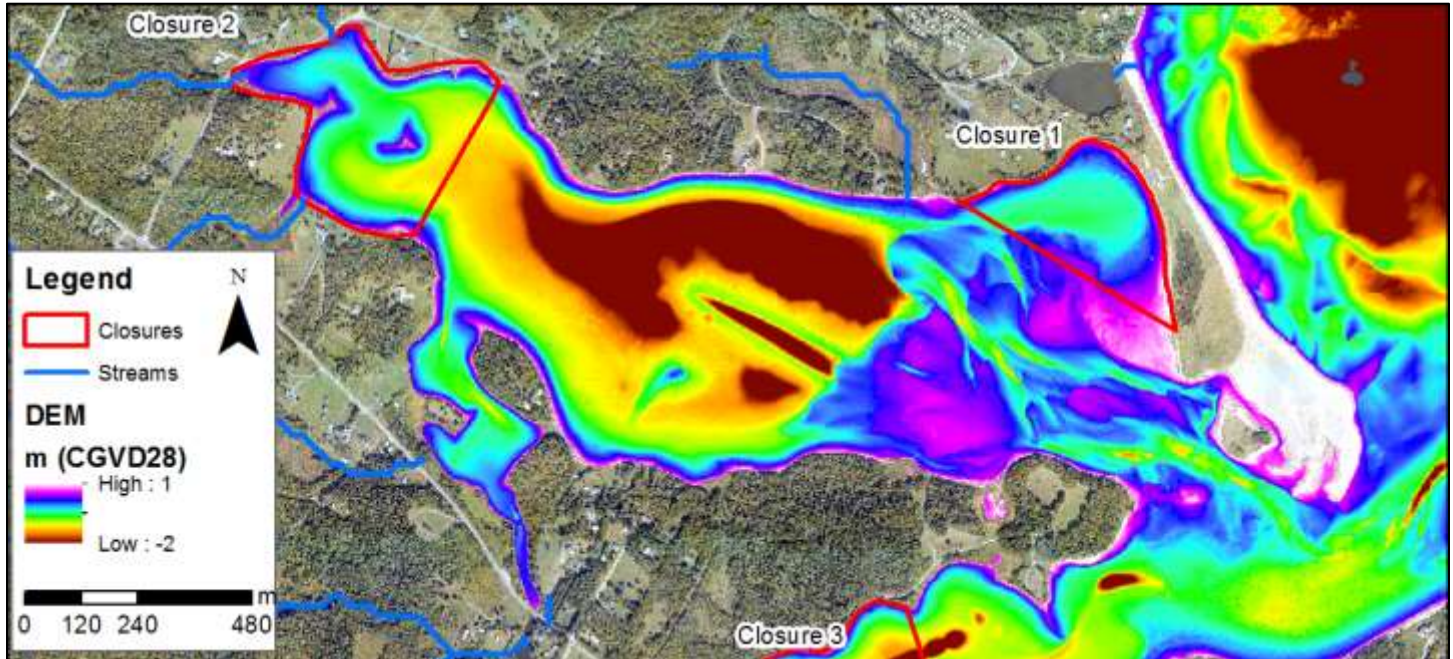 Closure 2
Closure 1
Legend
N
Closures
Streams
DEM
m (CGVD28)
High : 1
Low : -2
m
0 120 240 480
Closure 3